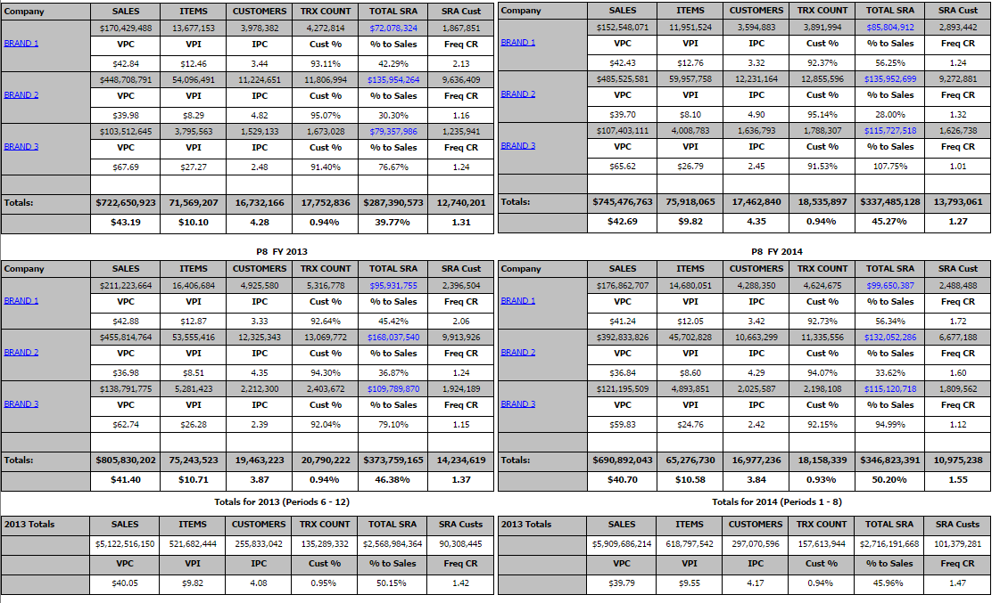 Company SALES ITEMS CUSTOMERS TRX COUNT TOTAL SRA SRA Cust
$170,429,488 13,677,153 3,978,382 4,272,814 $72,078,324 1,867,851
BRAND 1 VPC VPI IPC Cust % % to Sales Freq CR
$42.84 $12.46 3.44 93.11% 42.29% 2.13
$448,708,791 54,096,491 11,224,651 11,806,994 $135,954,264 9,636,409
BRAND 2 VPC VPI IPC Cust % % to Sales Freq CR
$39.98 $8.29 4.82 95.07% 30.30% 1.16
$103,512,645 3,795,563 1,529,133 1,673,028 $79,357,986 1,235,941
BRAND 3 VPC VPI IPC Cust % % to Sales Freq CR
$67.69 $27.27 2.48 91.40% 76.67% 1.24
Totals: $722,650,923 71,569,207 16,732,166 17,752,836 $287,390,573 12,740,201
$43.19 $10.10 4.28 0.94% 39.77% 1.31
Company SALES ITEMS CUSTOMERS TRX COUNT TOTAL SRA SRA Cust
$152,548,071 11,951,524 3,594,883 3,891,994 $85,804,912 2,893,442
BRAND 1 VPC VPI IPC Cust % % to Sales Freq CR
$42.43 $12.76 3.32 92.37% 56.25% 1.24
$485,525,581 59,957,758 12,231,164 12,855,596 $135,952,699 9,272,881
BRAND 2 VPC VPI IPC Cust % % to Sales Freq CR
$39.70 $8.10 4.90 95.14% 28.00% 1.32
$107,403,111 4,008,783 1,636,793 1,788,307 $115,727,518 1,626,738
BRAND 3 VPC VPI IPC Cust % % to Sales Freq CR
$65.62 $26.79 2.45 91.53% 107.75% 1.01
Totals: $745,476,763 75,918,065 17,462,840 18,535,897 $337,485,128 13,793,061
$42.69 $9.82 4.35 0.94% 45.27% 1.27
P8 FY 2013
Company SALES ITEMS CUSTOMERS TRX COUNT TOTAL SRA SRA Cust
$211,223,664 16,406,684 4,925,580 5,316,778 $95,931,755 2,396,504
BRAND 1 VPC VPI IPC Cust % % to Sales Freq CR
$42.88 $12.87 3.33 92.64% 45.42% 2.06
$455,814,764 53,555,416 12,325,343 13,069,772 $168,037,540 9,913,926
BRAND 2 VPC VPI IPC Cust % % to Sales Freq CR
$36.98 $8.51 4.35 94.30% 36.87% 1.24
$138,791,775 5,281,423 2,212,300 2,403,672 $109,789,870 1,924,189
BRAND 3 VPC VPI IPC Cust % % to Sales Freq CR
$62.74 $26.28 2.39 92.04% 79.10% 1.15
Totals: $805,830,202 75,243,523 19,463,223 20,790,222 $373,759,165 14,234,619
$41.40 $10.71 3.87 0.94% 46.38% 1.37
P8 FY 2014
Company SALES ITEMS CUSTOMERS TRX COUNT TOTAL SRA SRA Cust
$176,862,707 14,680,051 4,288,350 4,624,675 $99,650,387 2,488,488
BRAND 1 VPC VPI IPC Cust % % to Sales Freq CR
$41.24 $12.05 3.42 92.73% 56.34% 1.72
$392,833,826 45,702,828 10,663,299 11,335,556 $132,052,286 6,677,188
BRAND 2 VPC VPI IPC Cust % % to Sales Freq CR
$36.84 $8.60 4.29 94.07% 33.62% 1.60
$121,195,509 4,893,851 2,025,587 2,198,108 $115,120,718 1,809,562
BRAND 3 VPC VPI IPC Cust % % to Sales Freq CR
$59.83 $24.76 2.42 92.15% 94.99% 1.12
Totals: $690,892,043 65,276,730 16,977,236 18,158,339 $346,823,391 10,975,238
$40.70 $10.58 3.84 0.93% 50.20% 1.55
Totals for 2013 (Periods 6 - 12)
2013 Totals SALES ITEMS CUSTOMERS TRX COUNT TOTAL SRA SRA Custs
$5,122,516,150 521,682,444 255,833,042 135,289,332 $2,568,984,364 90,308,445
VPC VPI IPC Cust % % to Sales Freq CR
$40.05 $9.82 4.08 0.95% 50.15% 1.42
Totals for 2014 (Periods 1 - 8)
2013 Totals SALES ITEMS CUSTOMERS TRX COUNT TOTAL SRA SRA Custs
$5,909,686,214 618,797,542 297,070,596 157,613,944 $2,716,191,668 101,379,281
VPC VPI IPC Cust % % to Sales Freq CR
$39.79 $9.55 4.17 0.94% 45.96% 1.47